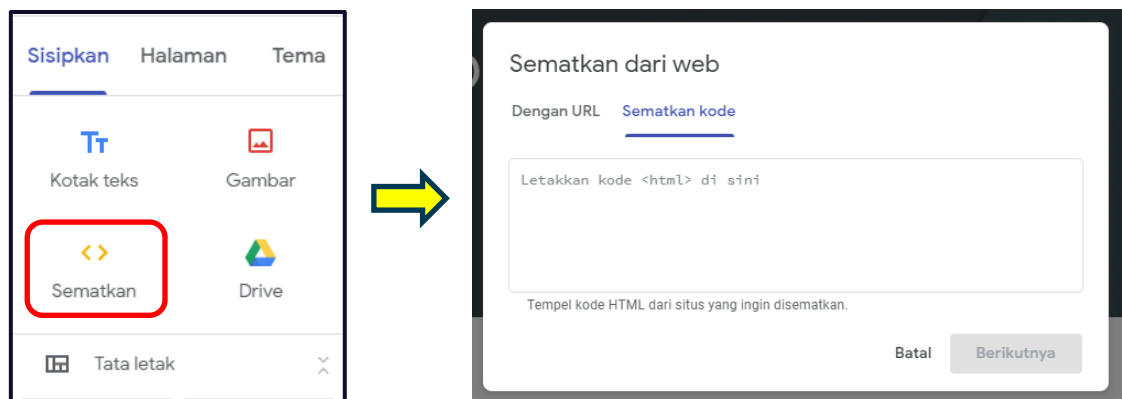 Sisipkan Halaman Tema
Tт
Kotak teks Gambar
Sematkan Drive
Tata letak
Sematkan dari web
Dengan URL Sematkan kode
Letakkan kode <html> di sini
Tempel kode HTML dari situs yang ingin disematkan.
Batal Berikutnya